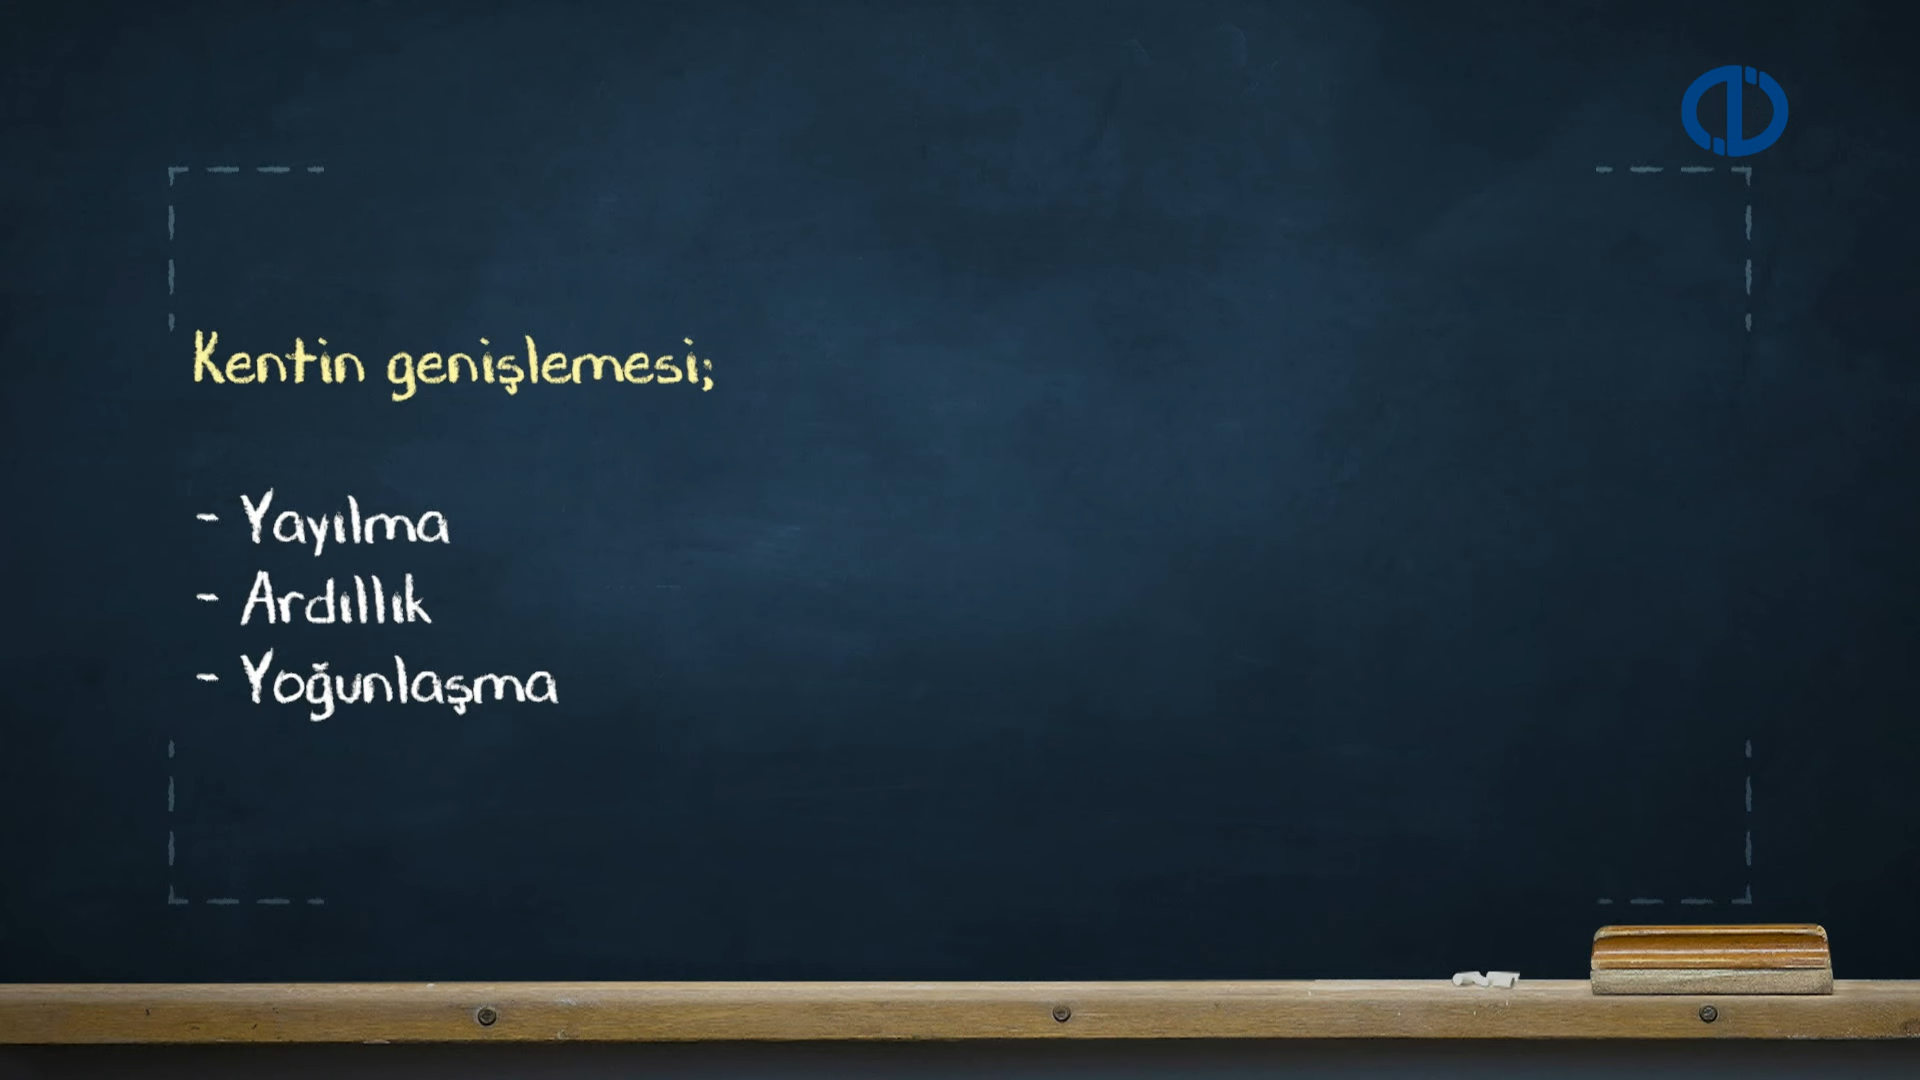 Kentin genişlemesi;
- Yayılma
- Ardıllık
- Yoğunlaşma